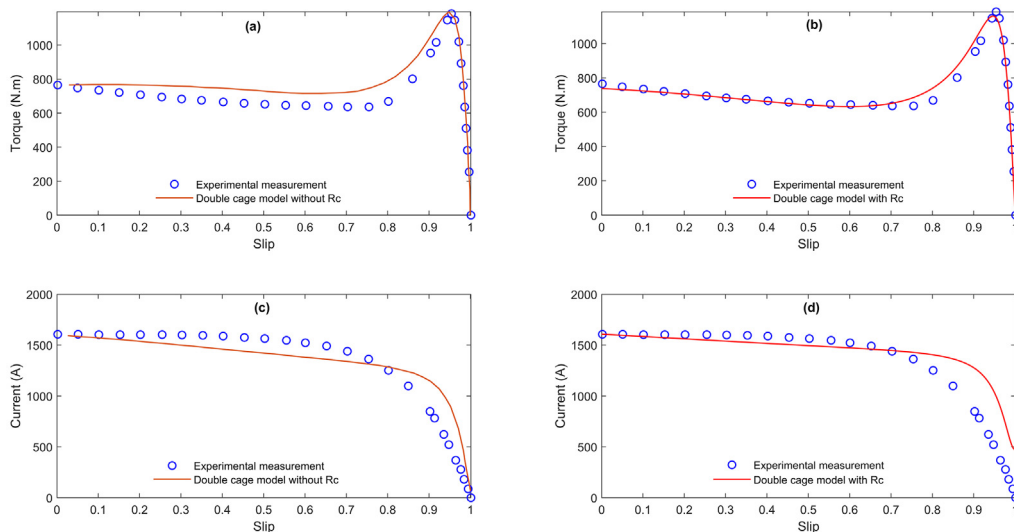 (a)
Torque (N.m)
1000
800
600
400
200
0
Experimental measurement
Double cage model without Rc
0 0.1 0.2 0.3 0.4 0.5 0.6 0.7 0.8 0.9 1
Slip
(b)
Torque (N.m)
1000
800
600
400
200
0
Experimental measurement
Double cage model with Rc
0 0.1 0.2 0.3 0.4 0.5 0.6 0.7 0.8 0.9 1
Slip
(c)
Current (A)
2000
1500
1000
500
0
Experimental measurement
Double cage model without Rc
0 0.1 0.2 0.3 0.4 0.5 0.6 0.7 0.8 0.9 1
Slip
(d)
Current (A)
2000
1500
1000
500
0
Experimental measurement
Double cage model with Rc
0 0.1 0.2 0.3 0.4 0.5 0.6 0.7 0.8 0.9 1
Slip